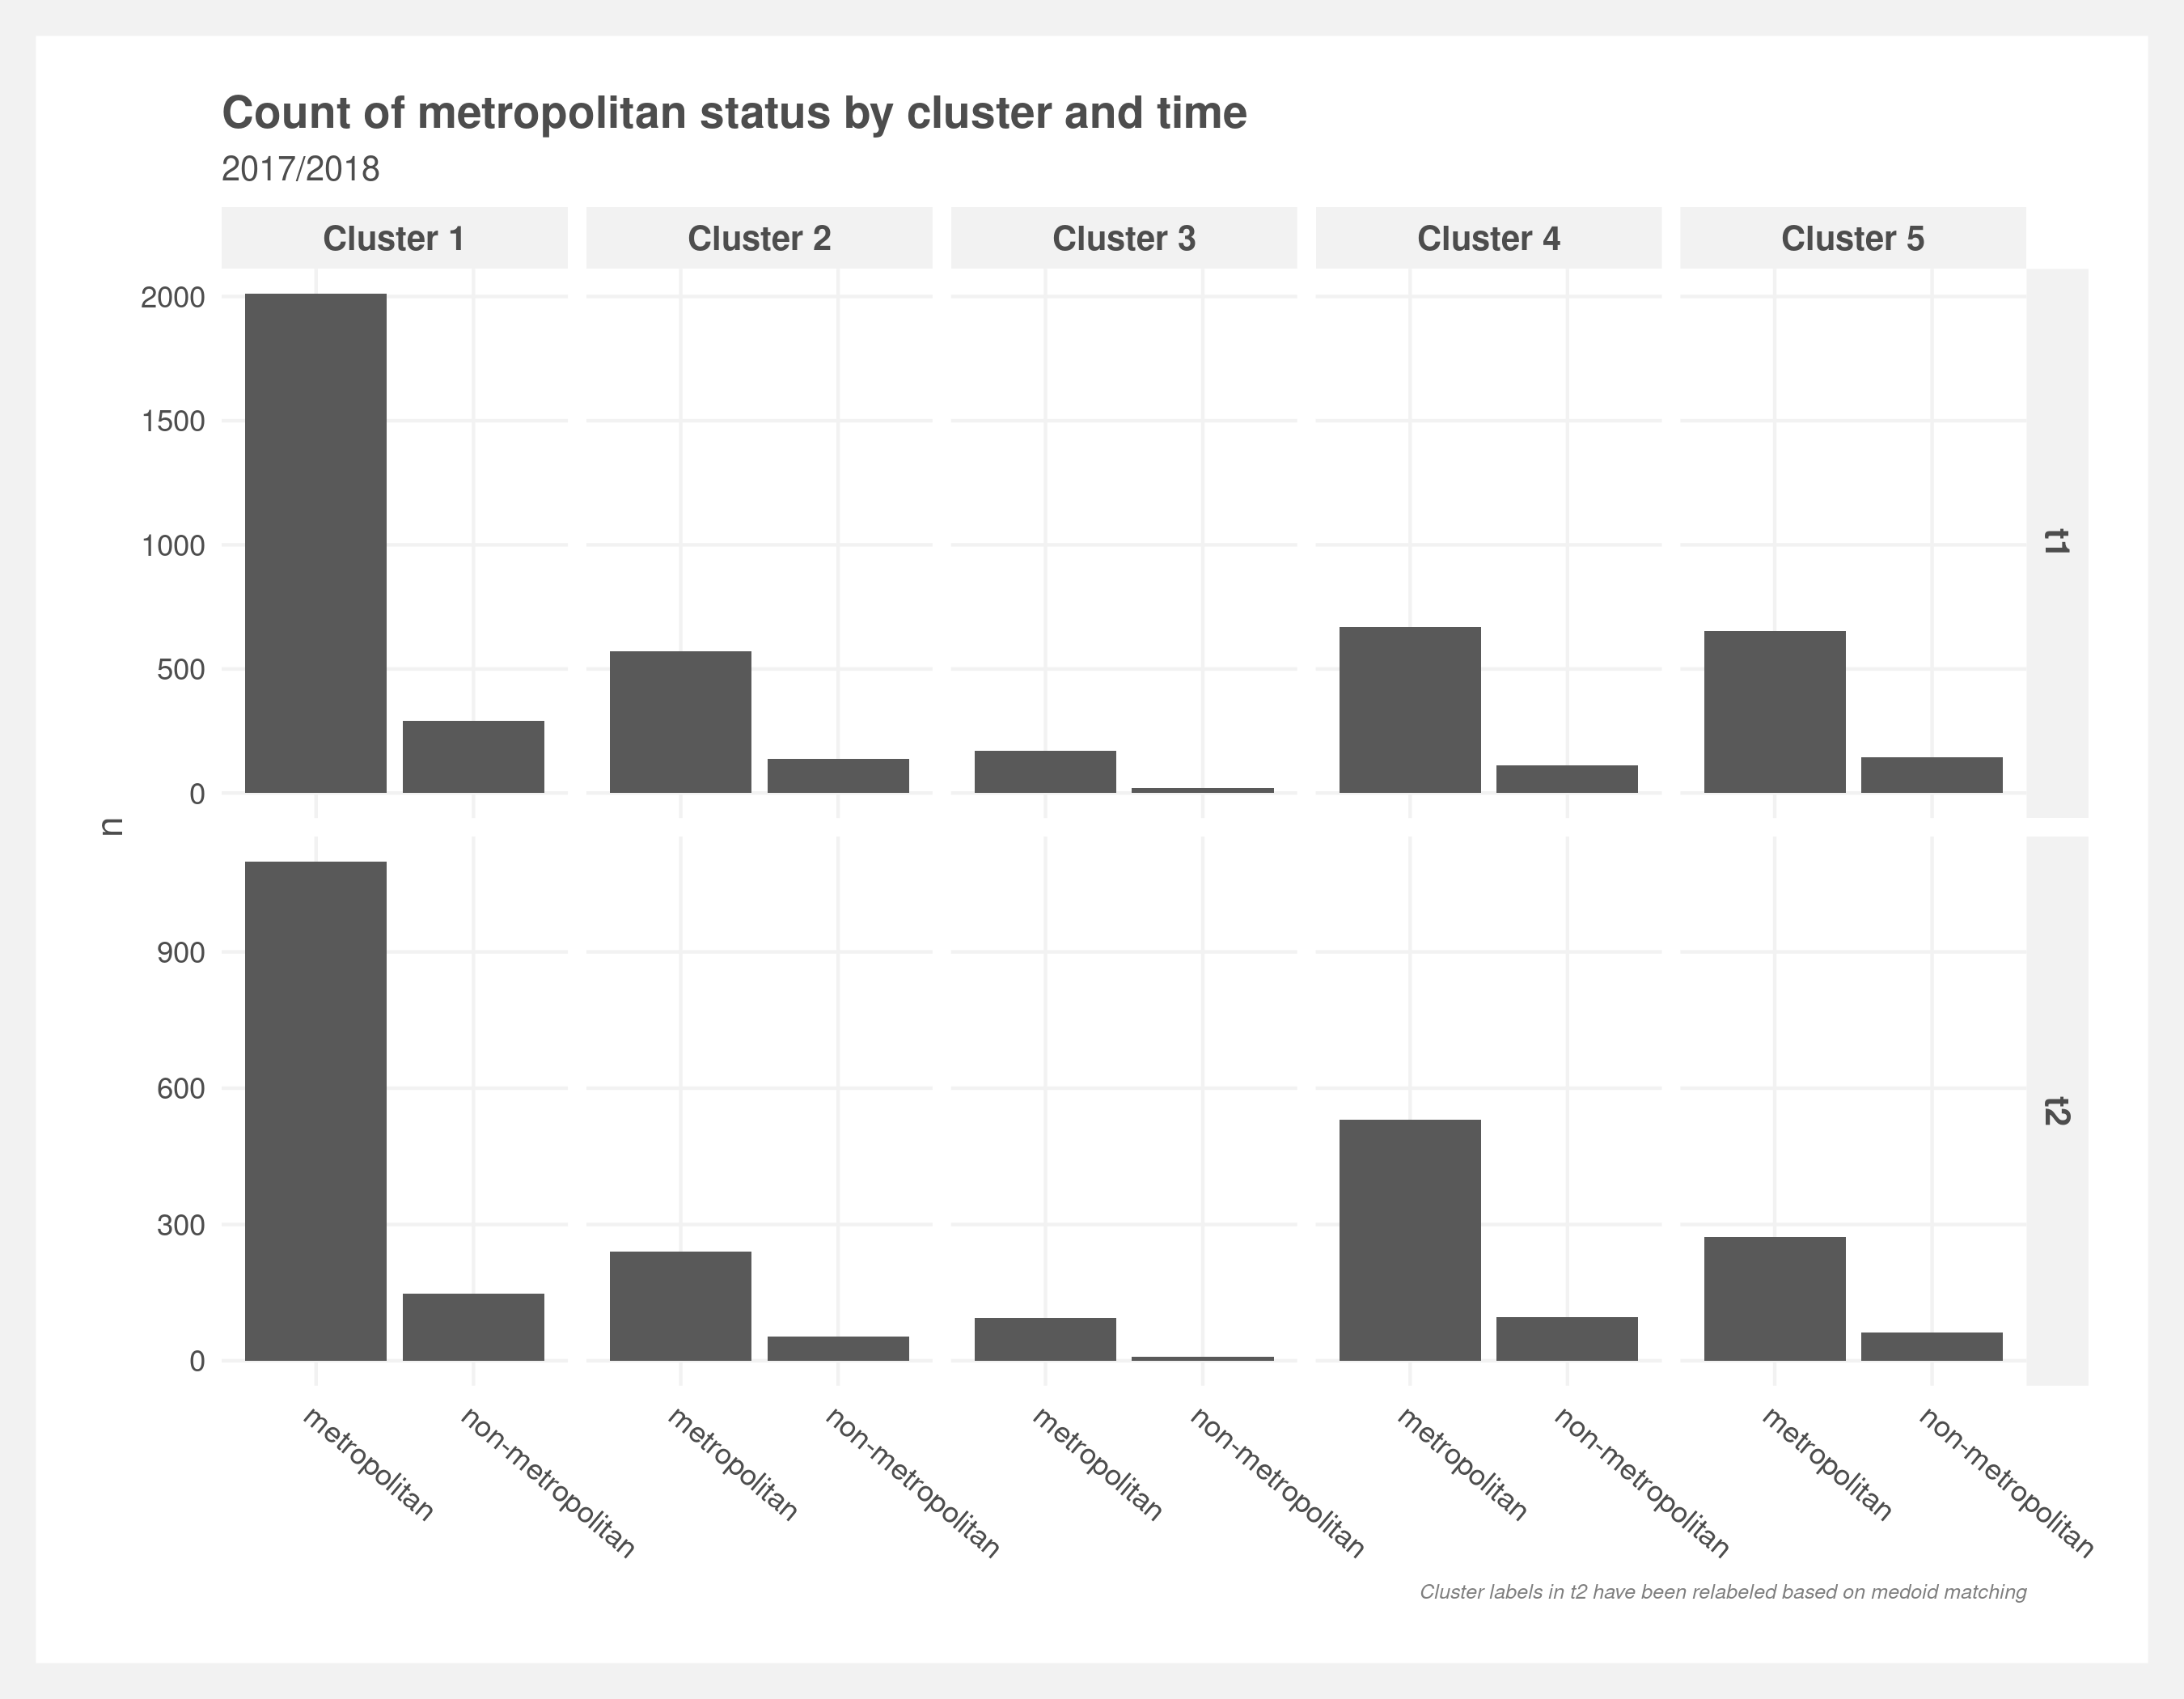 Count of metropolitan status by cluster and time
2017/2018
Cluster 1
Cluster 2
Cluster 3
Cluster 4
Cluster 5
2000
1500
1000
500
0
t1
n
900
600
300
0
t2
metropolitan
non-metropolitan
metropolitan
non-metropolitan
metropolitan
non-metropolitan
metropolitan
non-metropolitan
metropolitan
non-metropolitan
Cluster labels in t2 have been relabeled based on medoid matching